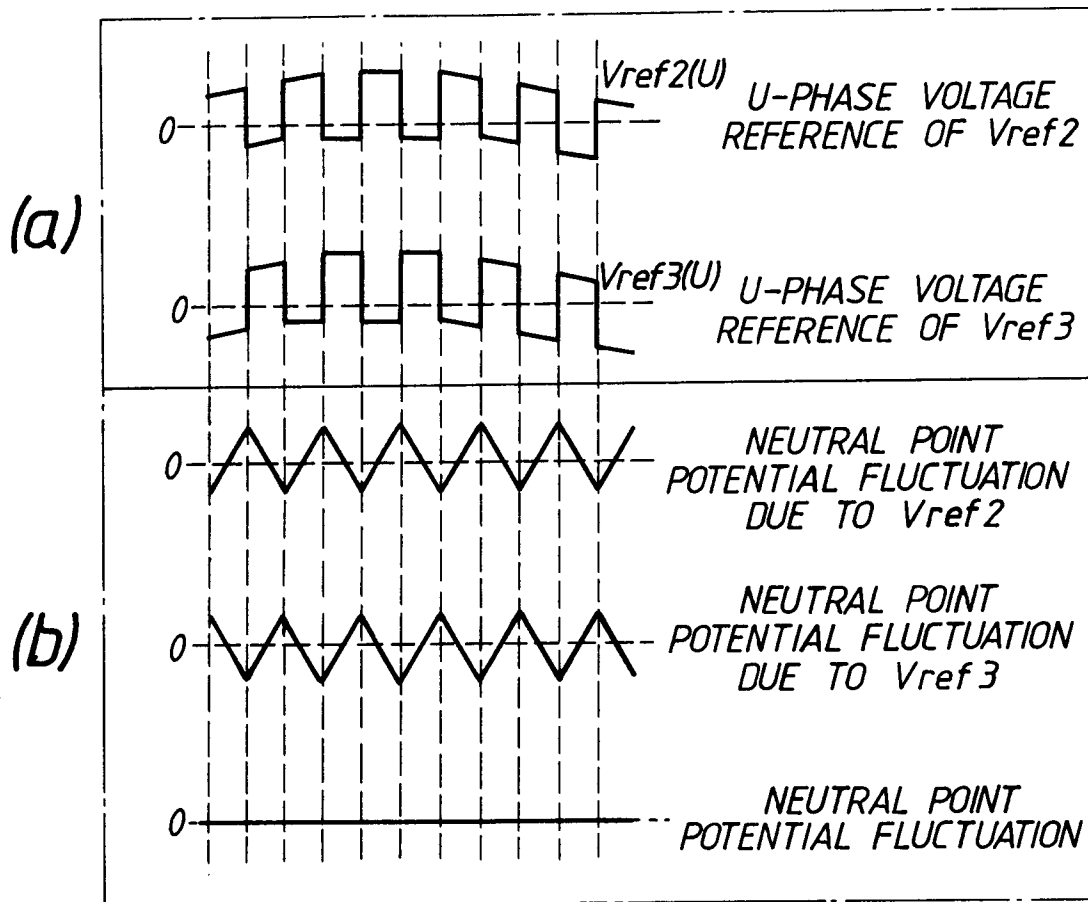 (a)
0
Vref2(U)
U-PHASE VOLTAGE
REFERENCE OF Vref2
0
Vref3(U)
U-PHASE VOLTAGE
REFERENCE OF Vref3
(b)
0
NEUTRAL POINT
POTENTIAL FLUCTUATION
DUE TO Vref2
0
NEUTRAL POINT
POTENTIAL FLUCTUATION
DUE TO Vref3
0
NEUTRAL POINT
POTENTIAL FLUCTUATION